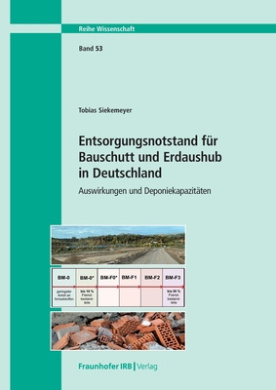 Reihe Wissenschaft
Band 53
Tobias Siekemeyer
Entsorgungsnotstand für
Bauschutt und Erdaushub
in Deutschland
Auswirkungen und Deponiekapazitäten
BM-0 BM-0* BM-F0* BM-F1 BM-F2 BM-F3
Fraunhofer IRB Verlag